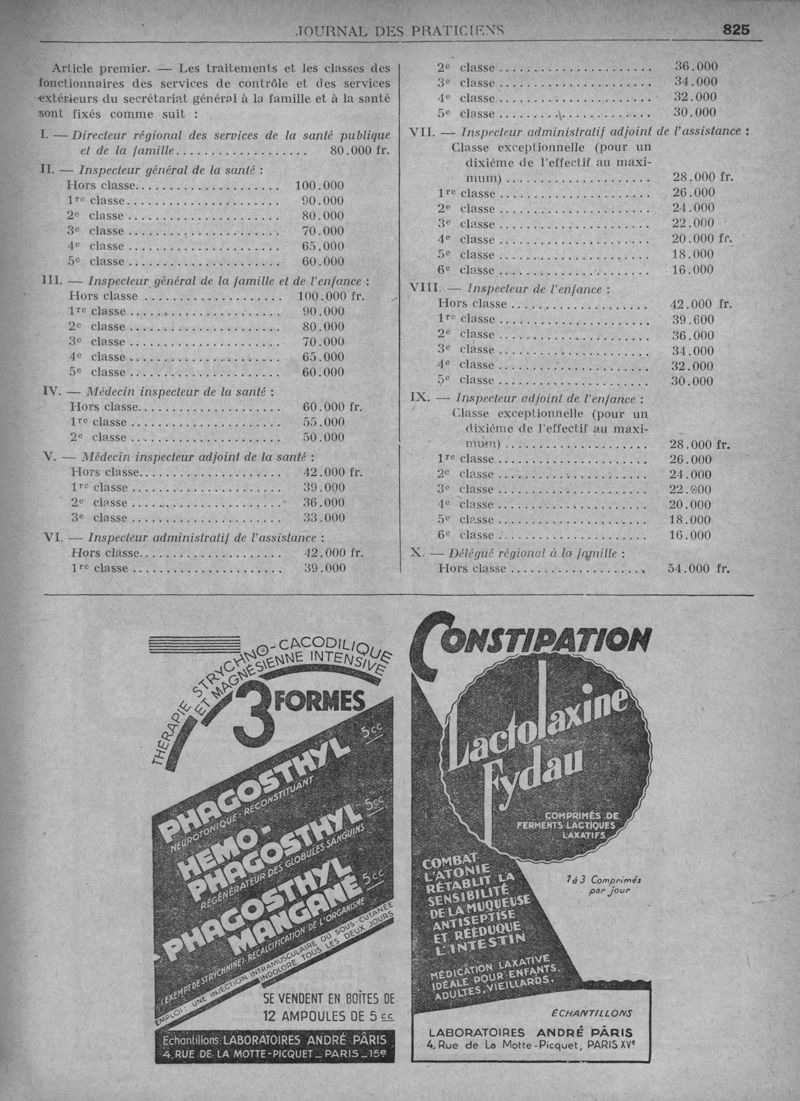 JOURNAL DES PRATICIENS 825
Article premier. — Les traitements et les classes des
fonctionnaires des services de contrôle et des services
extérieurs du secrétariat général à la famille et à la santé
sont fixés comme suit :
I. — Directeur régional des services de la santé publique
et de la famille................... 80.000 fr.
II. — Inspecteur général de la santé :
Hors classe..................... 100.000
1re classe...................... 90.000
2e classe ...................... 80.000
3e classe ...................... 70.000
4e classe ...................... 65.000
5e classe ...................... 60.000
III. — Inspecteur général de la famille et de l'enfance :
Hors classe .................... 100.000 fr.
1re classe ...................... 90.000
2e classe ...................... 80.000
3e classe ...................... 70.000
4e classe ...................... 65.000
5e classe ...................... 60.000
IV. — Médecin inspecteur de la santé :
Hors classe..................... 60.000 fr.
1re classe ...................... 55.000
2e classe ...................... 50.000
V. — Médecin inspecteur adjoint de la santé :
Hors classe..................... 42.000 fr.
1re classe ...................... 39.000
2e classe ...................... 36.000
3e classe ...................... 33.000
VI. — Inspecteur administratif de l'assistance :
Hors classe..................... 42.000 fr.
1re classe ...................... 39.000
2e classe ...................... 36.000
3e classe ...................... 34.000
4e classe ...................... 32.000
5e classe ...................... 30.000
VII. — Inspecteur administratif adjoint de l'assistance :
Classe exceptionnelle (pour un
dixième de l'effectif au maxi-
mum) ..................... 28.000 fr.
1re classe ...................... 26.000
2e classe ...................... 24.000
3e classe ...................... 22.000
4e classe ...................... 20.000 fr.
5e classe ...................... 18.000
6e classe ...................... 16.000
VIII. — Inspecteur de l'enfance :
Hors classe .................... 42.000 fr.
1re classe ...................... 39.600
2e classe ...................... 36.000
3e classe ...................... 34.000
4e classe ...................... 32.000
5e classe ...................... 30.000
IX. — Inspecteur adjoint de l'enfance :
Classe exceptionnelle (pour un
dixième de l'effectif au maxi-
mum) ..................... 28.000 fr.
1re classe ...................... 26.000
2e classe ...................... 24.000
3e classe ...................... 22.000
4e classe ...................... 20.000
5e classe ...................... 18.000
6e classe ...................... 16.000
X. — Délégué régional à la famille :
Hors classe .................... 54.000 fr.
THÉRAPIE STRYCHNO-CACODILIQUE
ET MAGNÉSIENNE INTENSIVE
3 FORMES
PHAGOSTHYL 5cc
NEUROTONIQUE-RECONSTITUANT
HEMO-
PHAGOSTHYL 5cc
RÉGÉNÉRATEUR DES GLOBULES SANGUINS
PHAGOSTHYL
MANGANÉ 5cc
(EXEMPT DE STRYCHNINE) RECALCIFICATION DE L'ORGANISME
EMPLOI: UNE INJECTION INTRAMUSCULAIRE OU SOUS-CUTANÉE
INDOLORE TOUS LES DEUX JOURS
SE VENDENT EN BOÎTES DE
12 AMPOULES DE 5 cc
Echantillons: LABORATOIRES ANDRÉ PÂRIS
4, RUE DE LA MOTTE-PICQUET _ PARIS _ 15e
CONSTIPATION
Lactolaxine
Fydau
COMPRIMÉS DE
FERMENTS LACTIQUES
LAXATIFS
1 à 3 Comprimés
par jour
COMBAT
L'ATONIE
RÉTABLIT LA
SENSIBILITÉ
DE LA MUQUEUSE
ANTISEPTISE
ET RÉÉDUQUE
L'INTESTIN
MÉDICATION LAXATIVE
IDÉALE POUR ENFANTS.
ADULTES. VIEILLARDS.
ÉCHANTILLONS
LABORATOIRES ANDRÉ PÂRIS
4, Rue de La Motte-Picquet, PARIS XVe